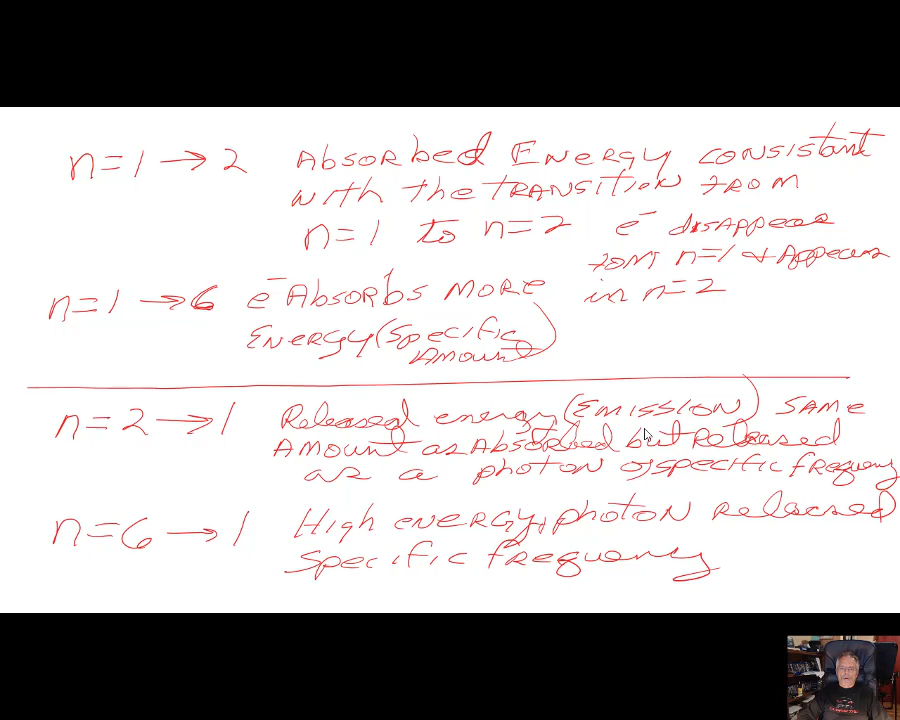 n=1 → 2 Absorbed Energy consistant
with the transition from
n=1 to n=2 e⁻ disappears
from n=1 & Appears
in n=2
n=1 → 6 e⁻ Absorbs more
Energy (Specific
Amount)
n=2 → 1 Released energy (Emission) same
Amount as Absorbed but Released
as a photon of specific frequency
n=6 → 1 High energy photon released
specific frequency